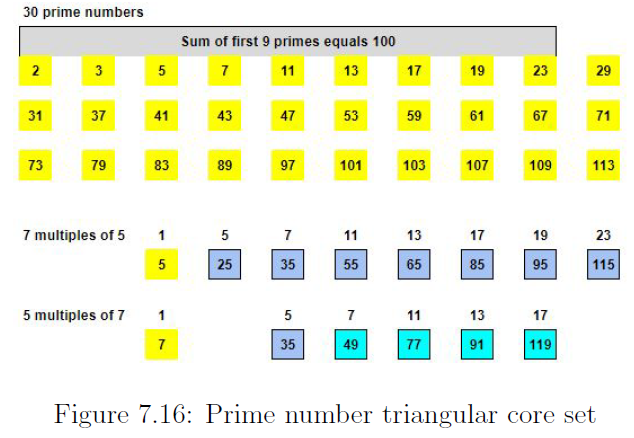 30 prime numbers
Sum of first 9 primes equals 100
2 3 5 7 11 13 17 19 23 29
31 37 41 43 47 53 59 61 67 71
73 79 83 89 97 101 103 107 109 113
7 multiples of 5 1 5 7 11 13 17 19 23
5 25 35 55 65 85 95 115
5 multiples of 7 1 5 7 11 13 17
7 35 49 77 91 119
Figure 7.16: Prime number triangular core set